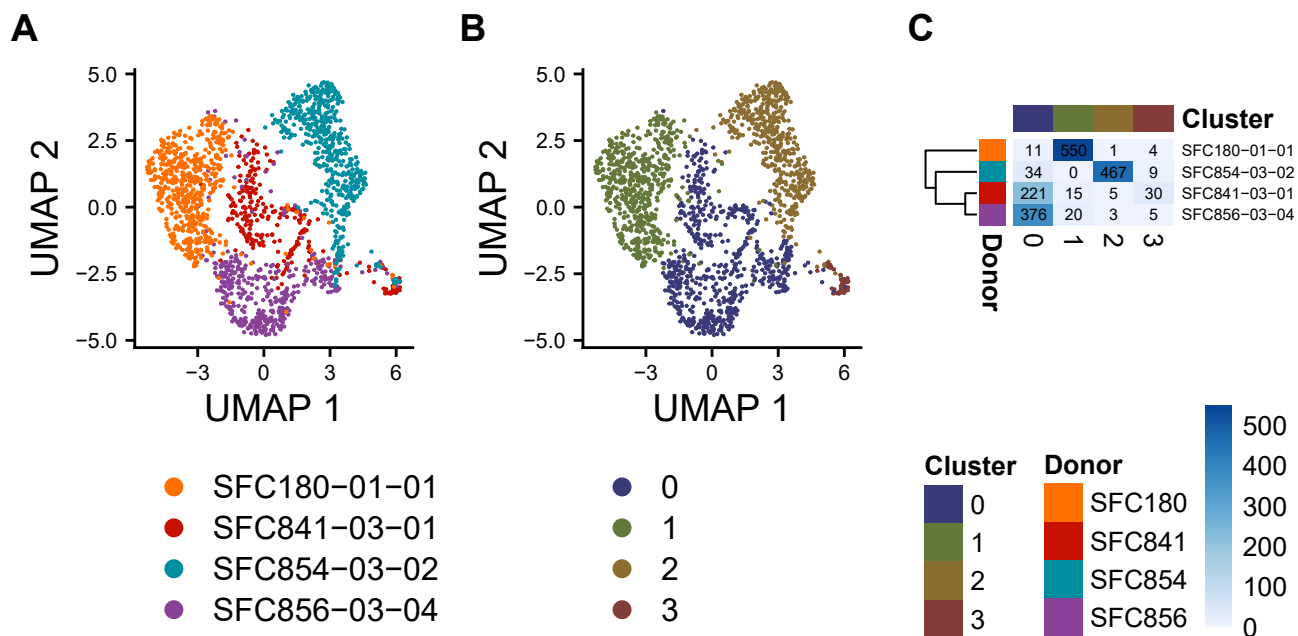 A
B
C
5.0
2.5
0.0
−2.5
−5.0
UMAP 2
−3
0
3
6
UMAP 1
5.0
2.5
0.0
−2.5
−5.0
UMAP 2
−3
0
3
6
UMAP 1
Cluster
11 550 1 4 SFC180-01-01
34 0 467 9 SFC854-03-02
221 15 5 30 SFC841-03-01
376 20 3 5 SFC856-03-04
Donor
0
1
2
3
SFC180−01−01
SFC841−03−01
SFC854−03−02
SFC856−03−04
0
1
2
3
Cluster
0
1
2
3
Donor
SFC180
SFC841
SFC854
SFC856
500
400
300
200
100
0